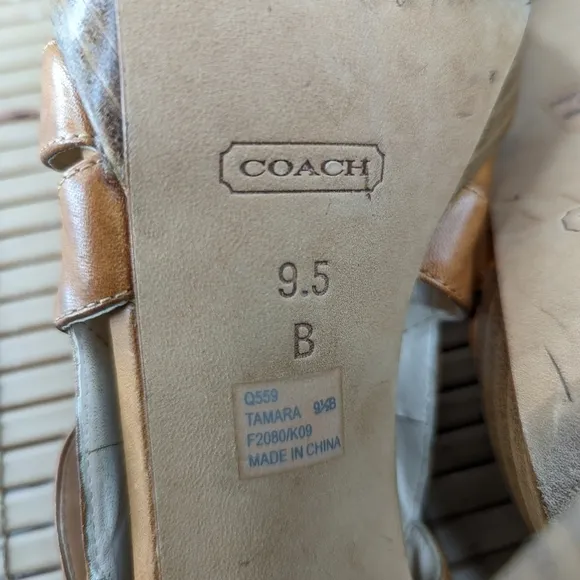 COACH
9.5
B
Q559
TAMARA 9½B
F2080/K09
MADE IN CHINA